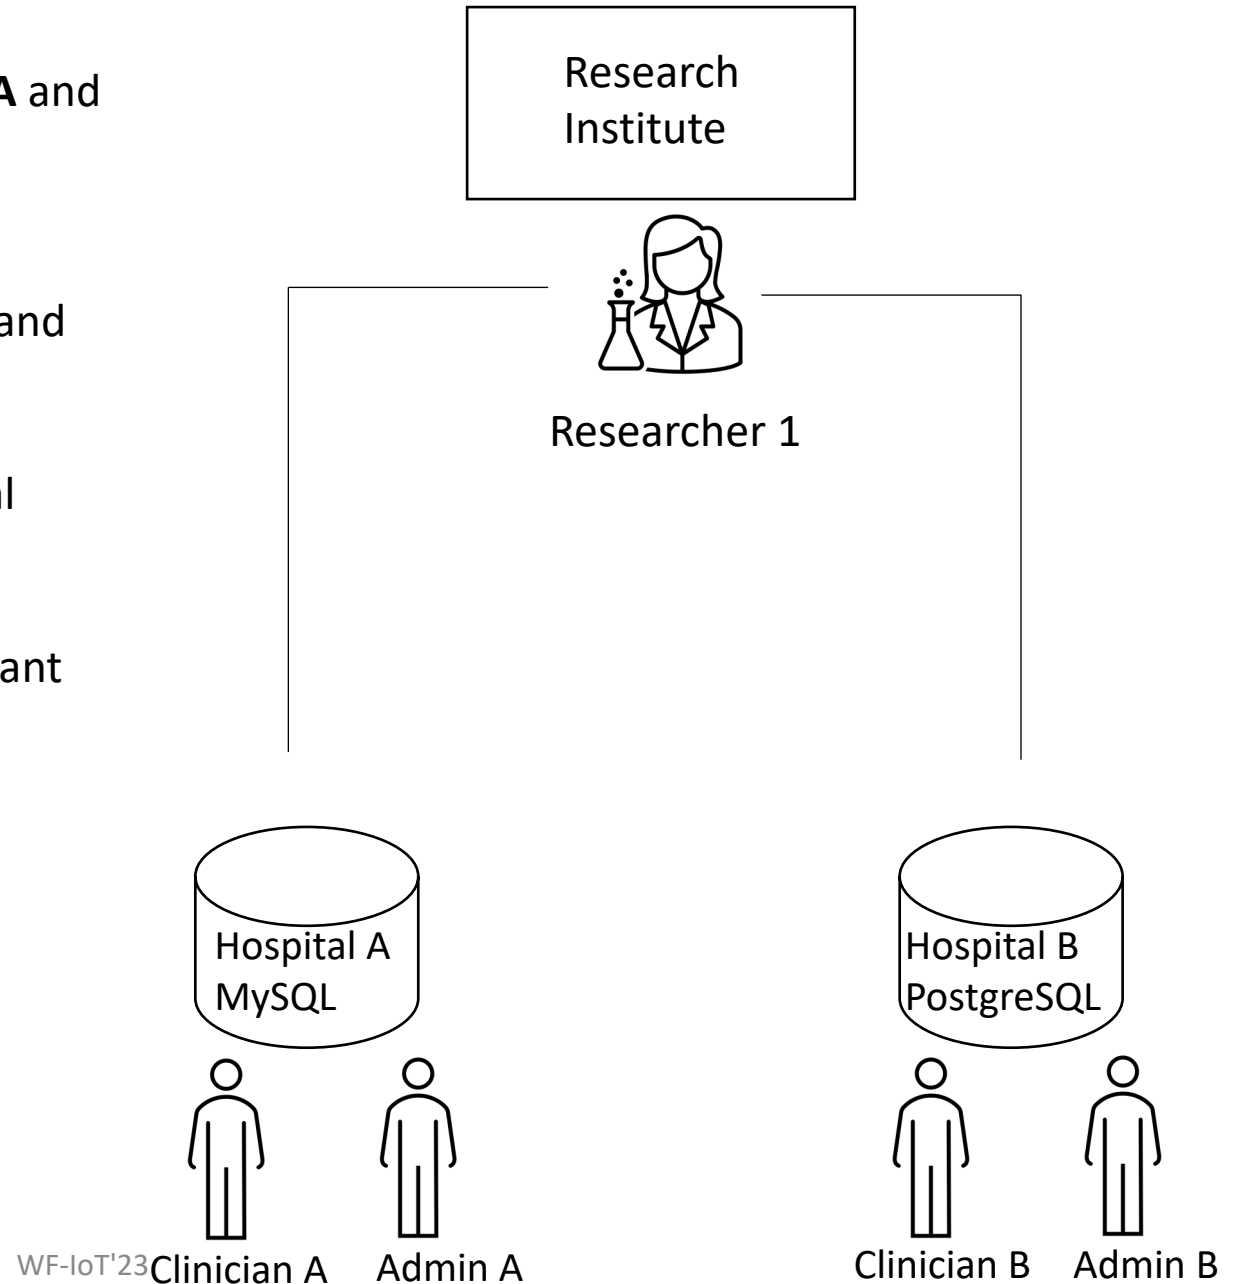 A and
and
ant
Research
Institute
Researcher 1
Hospital A
MySQL
Hospital B
PostgreSQL
WF-IoT'23
Clinician A
Admin A
Clinician B
Admin B